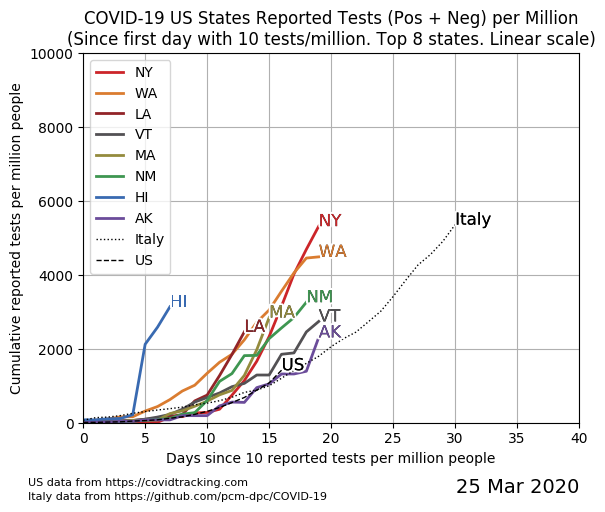 COVID-19 US States Reported Tests (Pos + Neg) per Million
(Since first day with 10 tests/million. Top 8 states. Linear scale)
Cumulative reported tests per million people
10000
8000
6000
4000
2000
0
NY
WA
LA
VT
MA
NM
HI
AK
Italy
US
NY
Italy
WA
HI
NM
MA
VT
LA
AK
US
0 5 10 15 20 25 30 35 40
Days since 10 reported tests per million people
US data from https://covidtracking.com
Italy data from https://github.com/pcm-dpc/COVID-19
25 Mar 2020